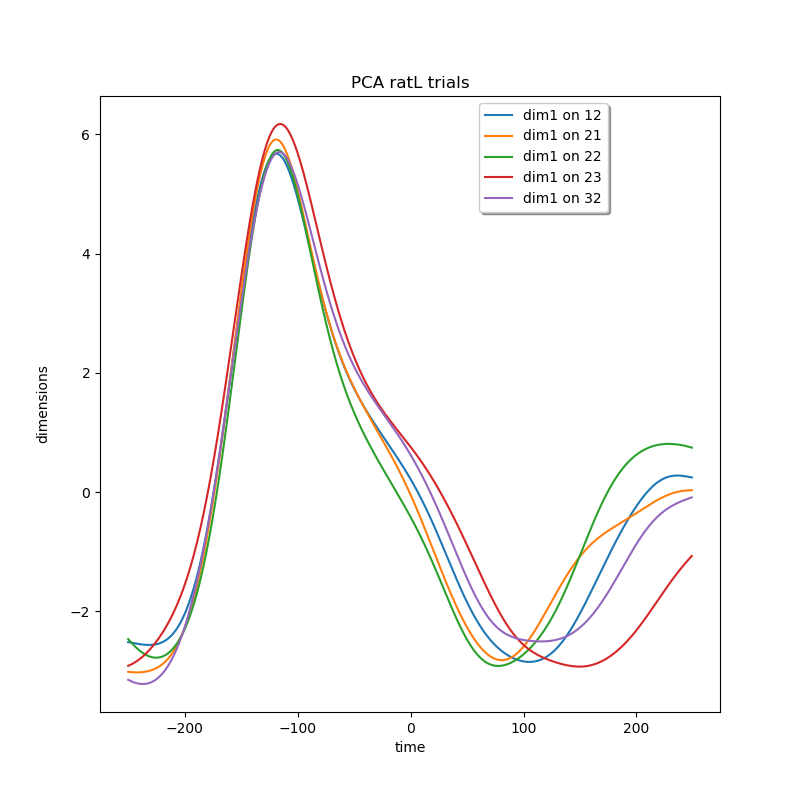 PCA ratL trials
dim1 on 12
dim1 on 21
dim1 on 22
dim1 on 23
dim1 on 32
6
4
2
0
−2
dimensions
−200
−100
0
100
200
time